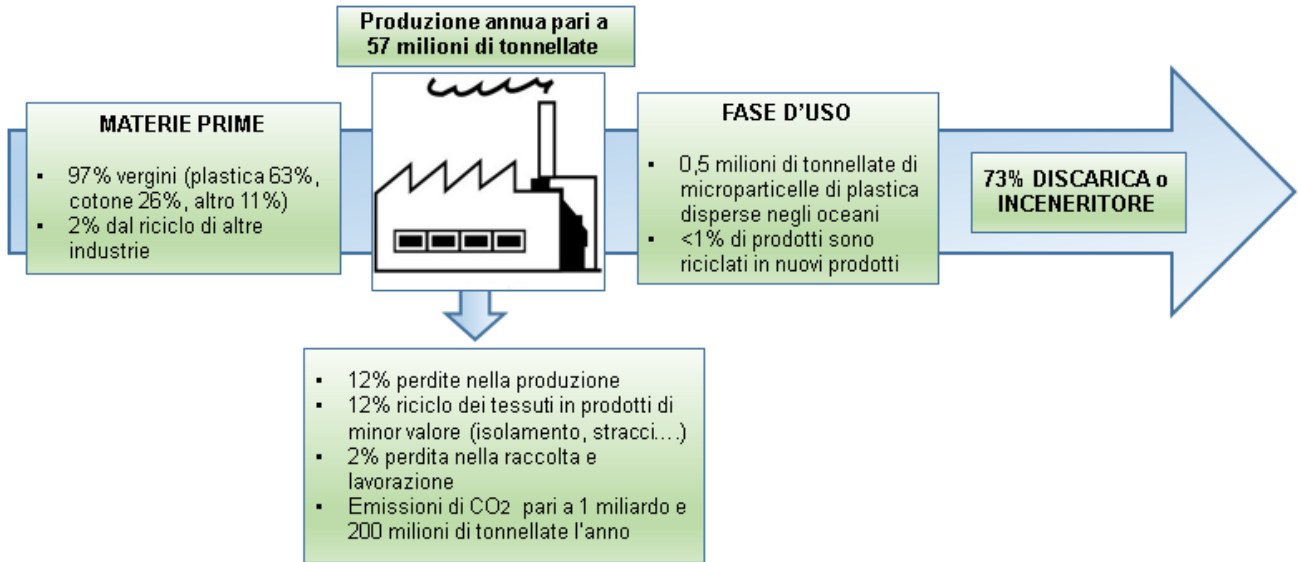 Produzione annua pari a
57 milioni di tonnellate
MATERIE PRIME
▪ 97% vergini (plastica 63%,
cotone 26%, altro 11%)
▪ 2% dal riciclo di altre
industrie
FASE D'USO
▪ 0,5 milioni di tonnellate di
microparticelle di plastica
disperse negli oceani
▪ <1% di prodotti sono
riciclati in nuovi prodotti
73% DISCARICA o
INCENERITORE
▪ 12% perdite nella produzione
▪ 12% riciclo dei tessuti in prodotti di
minor valore (isolamento, stracci....)
▪ 2% perdita nella raccolta e
lavorazione
▪ Emissioni di CO2 pari a 1 miliardo e
200 milioni di tonnellate l'anno